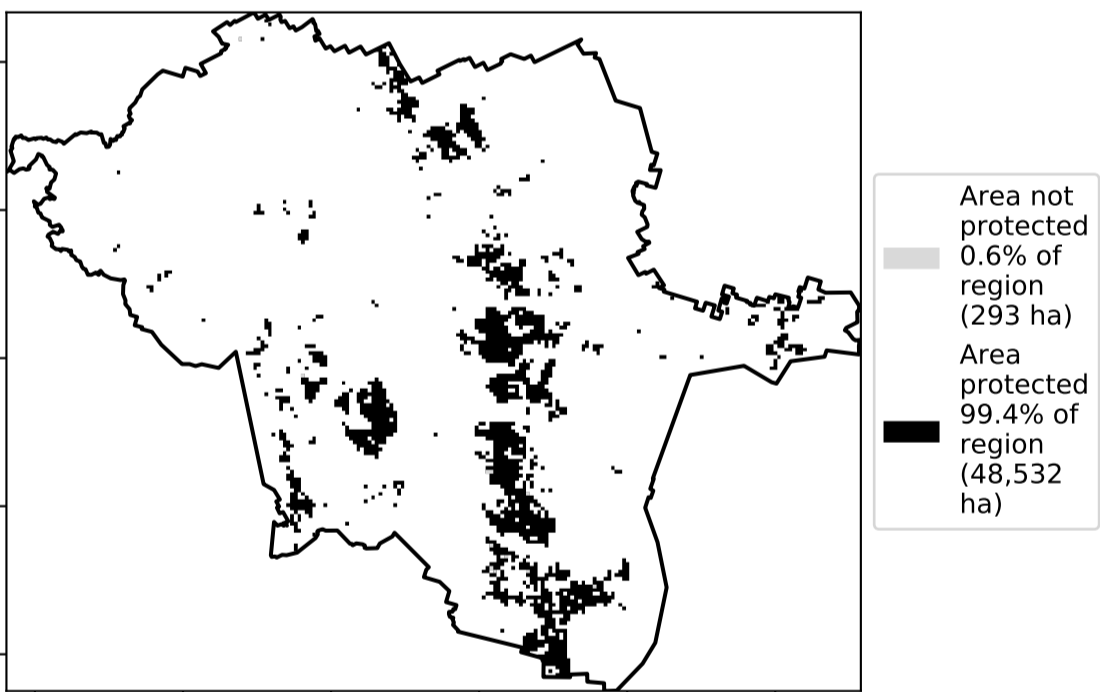 Area not
protected
0.6% of
region
(293 ha)
Area
protected
99.4% of
region
(48,532
ha)